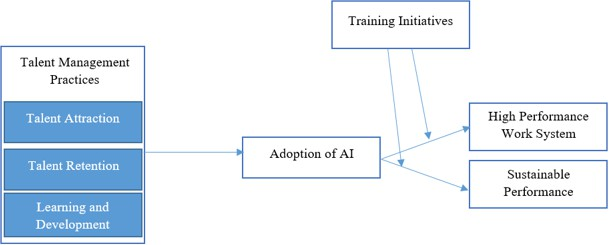 Training Initiatives
Talent Management
Practices
Talent Attraction
Talent Retention
Learning and
Development
Adoption of AI
High Performance
Work System
Sustainable
Performance